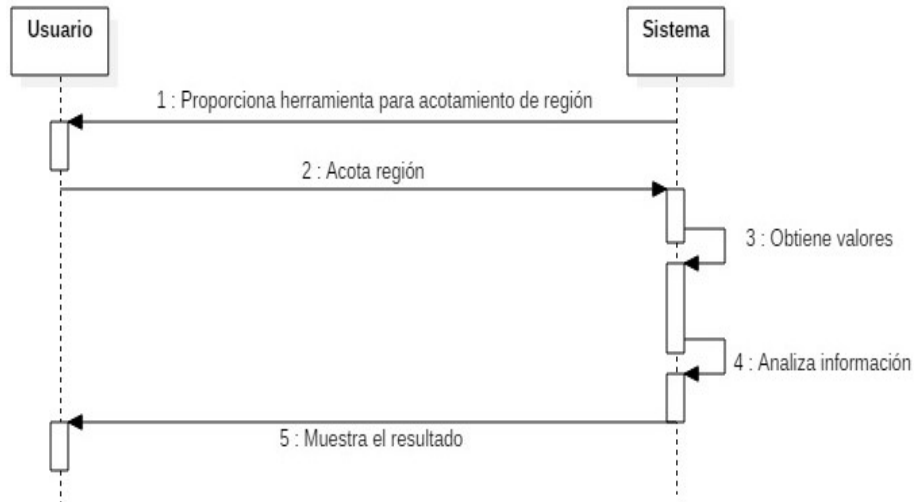 Usuario
Sistema
1 : Proporciona herramienta para acotamiento de región
2 : Acota región
3 : Obtiene valores
4 : Analiza información
5 : Muestra el resultado